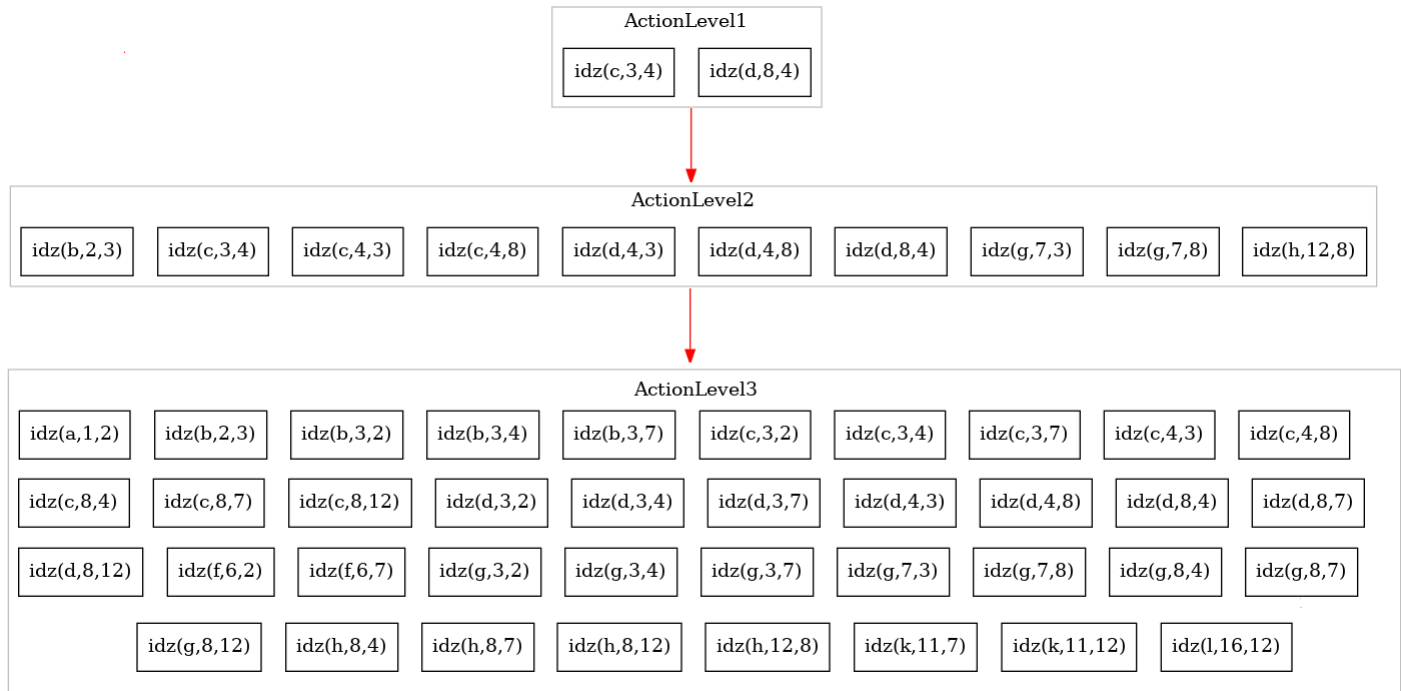 ActionLevel1
idz(c,3,4) idz(d,8,4)
ActionLevel2
idz(b,2,3) idz(c,3,4) idz(c,4,3) idz(c,4,8) idz(d,4,3) idz(d,4,8) idz(d,8,4) idz(g,7,3) idz(g,7,8) idz(h,12,8)
ActionLevel3
idz(a,1,2) idz(b,2,3) idz(b,3,2) idz(b,3,4) idz(b,3,7) idz(c,3,2) idz(c,3,4) idz(c,3,7) idz(c,4,3) idz(c,4,8)
idz(c,8,4) idz(c,8,7) idz(c,8,12) idz(d,3,2) idz(d,3,4) idz(d,3,7) idz(d,4,3) idz(d,4,8) idz(d,8,4) idz(d,8,7)
idz(d,8,12) idz(f,6,2) idz(f,6,7) idz(g,3,2) idz(g,3,4) idz(g,3,7) idz(g,7,3) idz(g,7,8) idz(g,8,4) idz(g,8,7)
idz(g,8,12) idz(h,8,4) idz(h,8,7) idz(h,8,12) idz(h,12,8) idz(k,11,7) idz(k,11,12) idz(l,16,12)